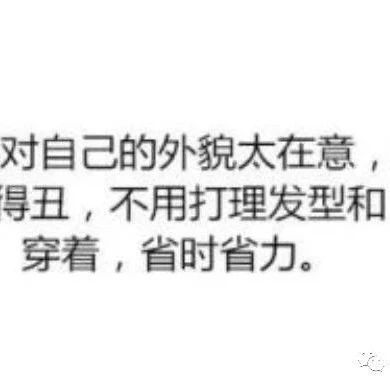 对自己的外貌太在意，
得丑，不用打理发型和
穿着，省时省力。